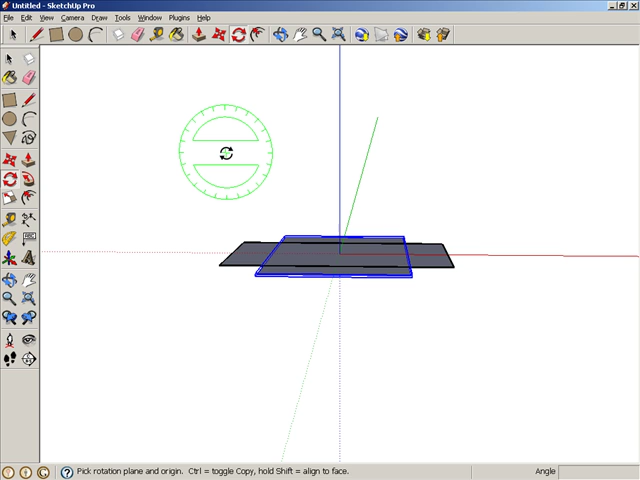 Untitled - SketchUp Pro
File Edit View Camera Draw Tools Window Plugins Help
Pick rotation plane and origin. Ctrl = toggle Copy, hold Shift = align to face. Angle